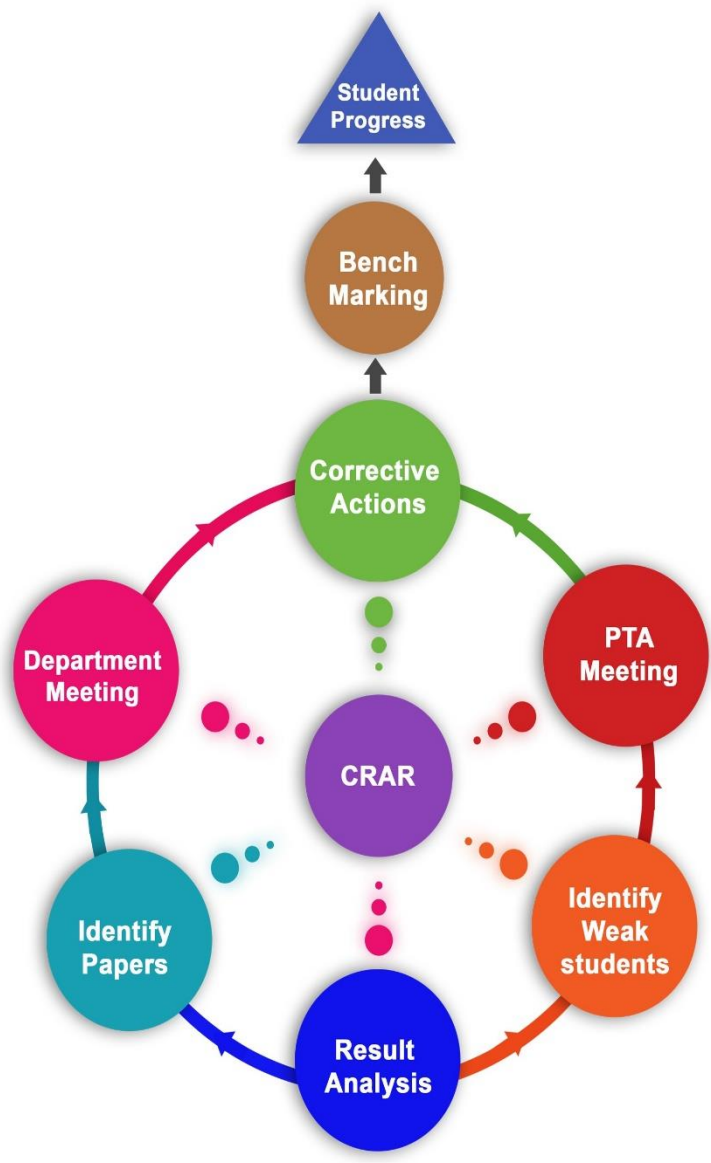 Student
Progress
Bench
Marking
Corrective
Actions
Department
Meeting
PTA
Meeting
CRAR
Identify
Papers
Identify
Weak
students
Result
Analysis